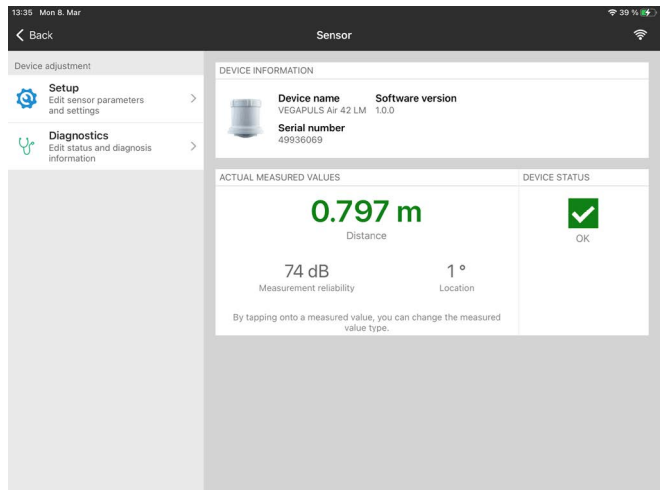 13:35 Mon 8. Mar
39 %
Back
Sensor
Device adjustment
Setup
Edit sensor parameters
and settings
Diagnostics
Edit status and diagnosis
information
DEVICE INFORMATION
Device name
VEGAPULS Air 42 LM
Software version
1.0.0
Serial number
49936069
ACTUAL MEASURED VALUES
0.797 m
Distance
74 dB
Measurement reliability
1 °
Location
By tapping onto a measured value, you can change the measured
value type.
DEVICE STATUS
OK